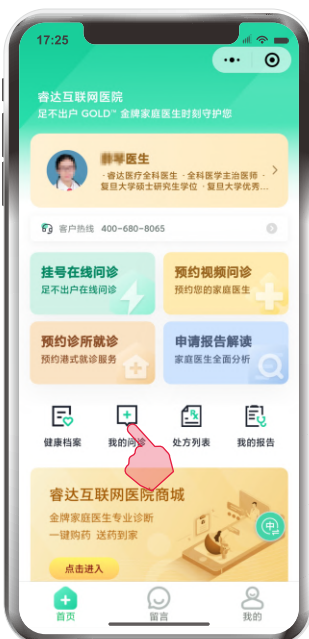 17:25
睿达互联网医院
足不出户 GOLD™ 金牌家庭医生时刻守护您
医生
·睿达医疗全科医生 ·全科医学主治医师 ·
复旦大学硕士研究生学位 ·复旦大学优秀...
客户热线 400-680-8065
挂号在线问诊
足不出户在线问诊
预约视频问诊
预约您的家庭医生
预约诊所就诊
预约港式就诊服务
申请报告解读
家庭医生全面分析
健康档案
我的问诊
处方列表
我的报告
睿达互联网医院商城
金牌家庭医生专业诊断
一键购药 送药到家
点击进入
中
首页
留言
我的